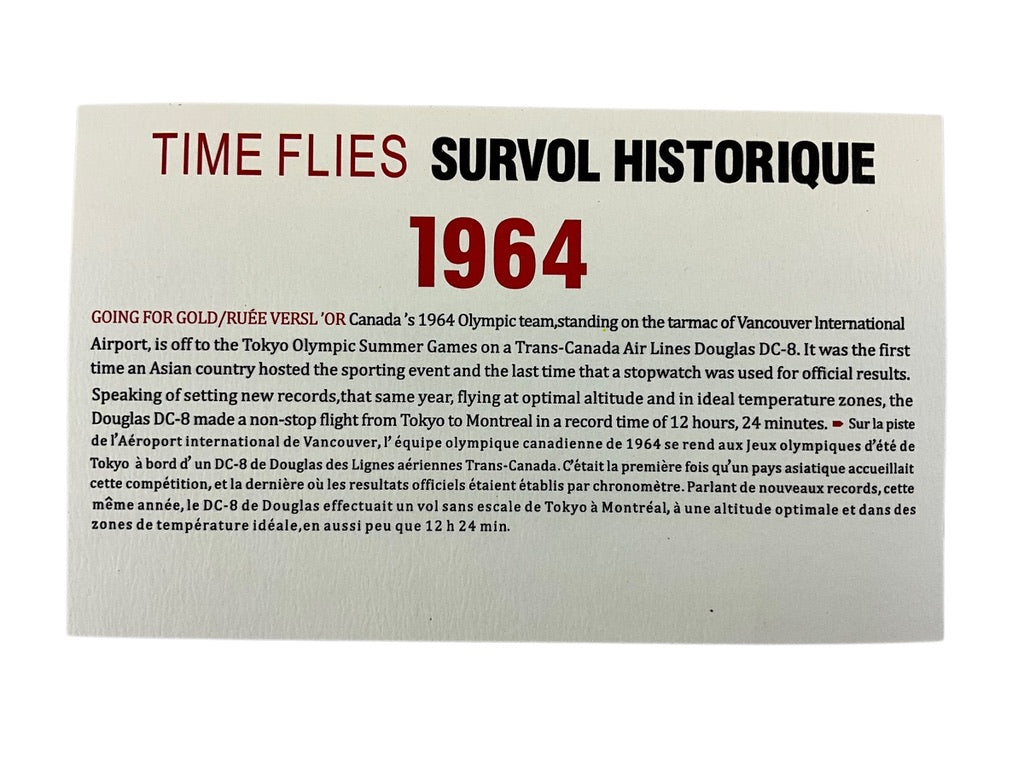 TIME FLIES SURVOL HISTORIQUE
1964
GOING FOR GOLD/RUÉE VERSL 'OR Canada 's 1964 Olympic team,standing on the tarmac of Vancouver International
Airport, is off to the Tokyo Olympic Summer Games on a Trans-Canada Air Lines Douglas DC-8. It was the first
time an Asian country hosted the sporting event and the last time that a stopwatch was used for official results.
Speaking of setting new records,that same year, flying at optimal altitude and in ideal temperature zones, the
Douglas DC-8 made a non-stop flight from Tokyo to Montreal in a record time of 12 hours, 24 minutes. Sur la piste
de l'Aéroport international de Vancouver, l' équipe olympique canadienne de 1964 se rend aux Jeux olympiques d'été de
Tokyo à bord d' un DC-8 de Douglas des Lignes aériennes Trans-Canada. C'était la première fois qu'un pays asiatique accueillait
cette compétition, et la dernière où les resultats officiels étaient établis par chronomètre. Parlant de nouveaux records, cette
même année, le DC-8 de Douglas effectuait un vol sans escale de Tokyo à Montréal, à une altitude optimale et dans des
zones de température idéale,en aussi peu que 12 h 24 min.